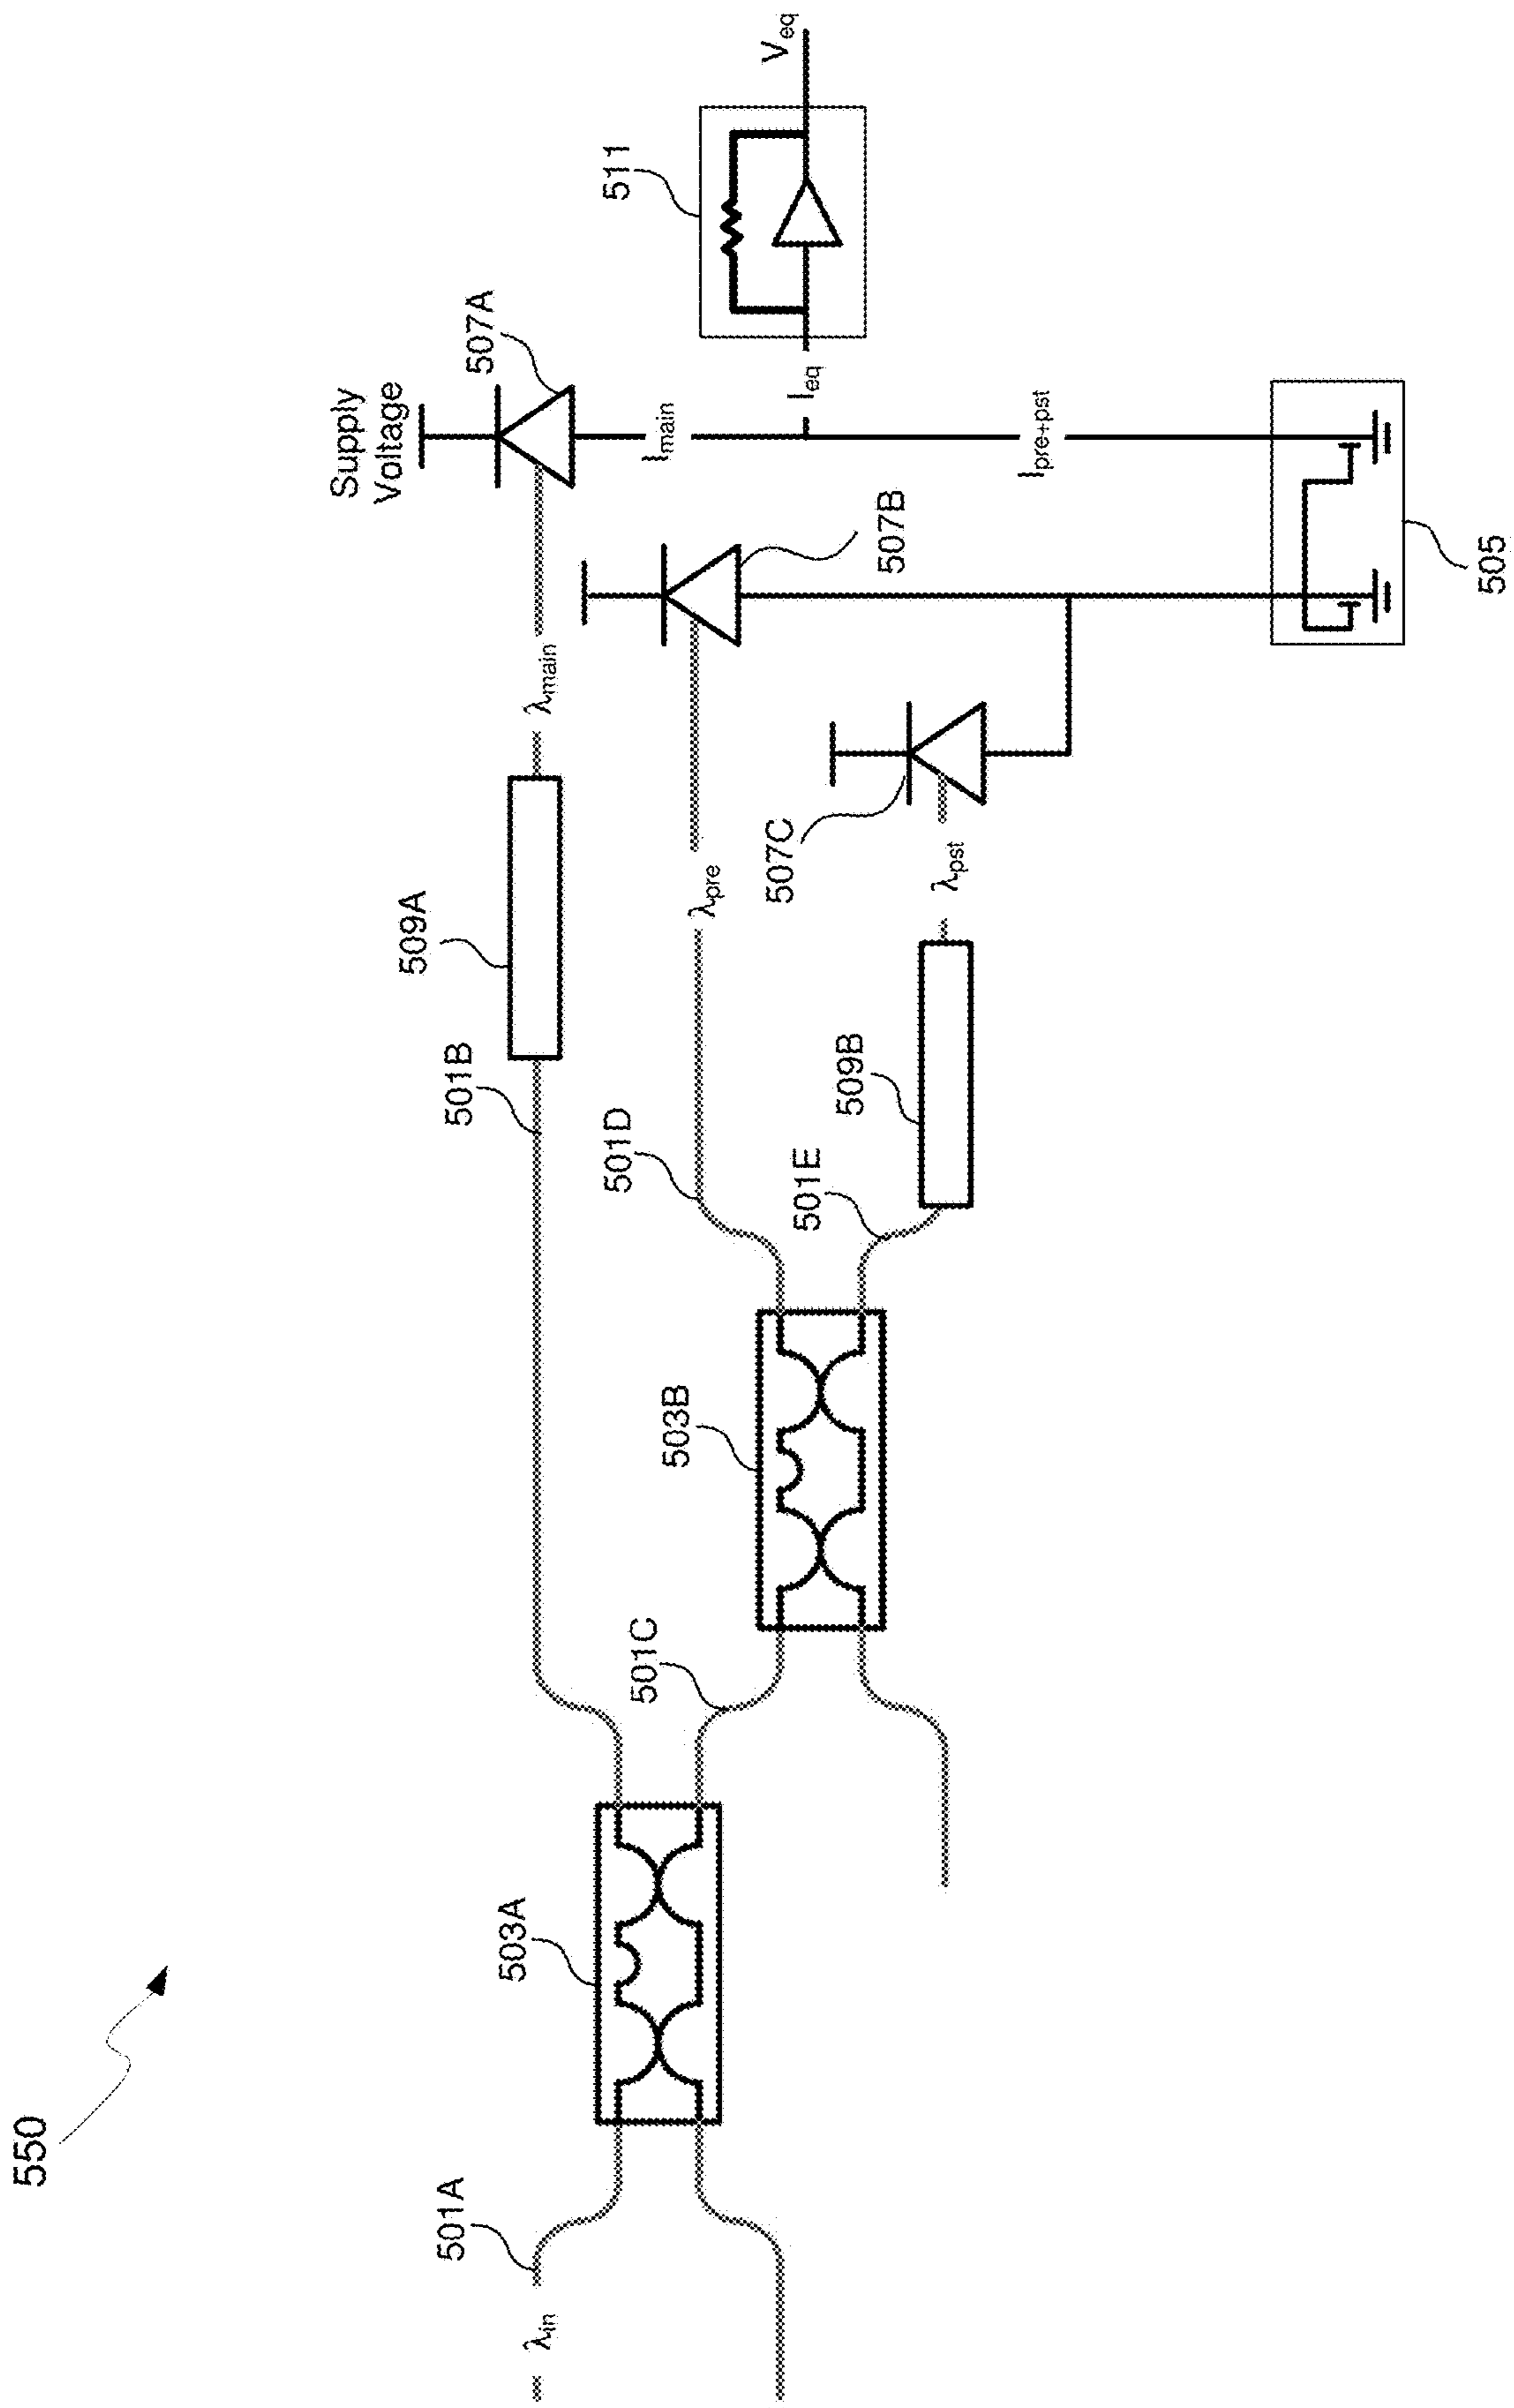 550
λin
501A
503A
501C
501B
503B
501D
501E
509A
509B
λmain
λpre
λpst
Supply
Voltage
507A
507B
507C
Imain
Ieq
Ipre+pst
505
511
Veq